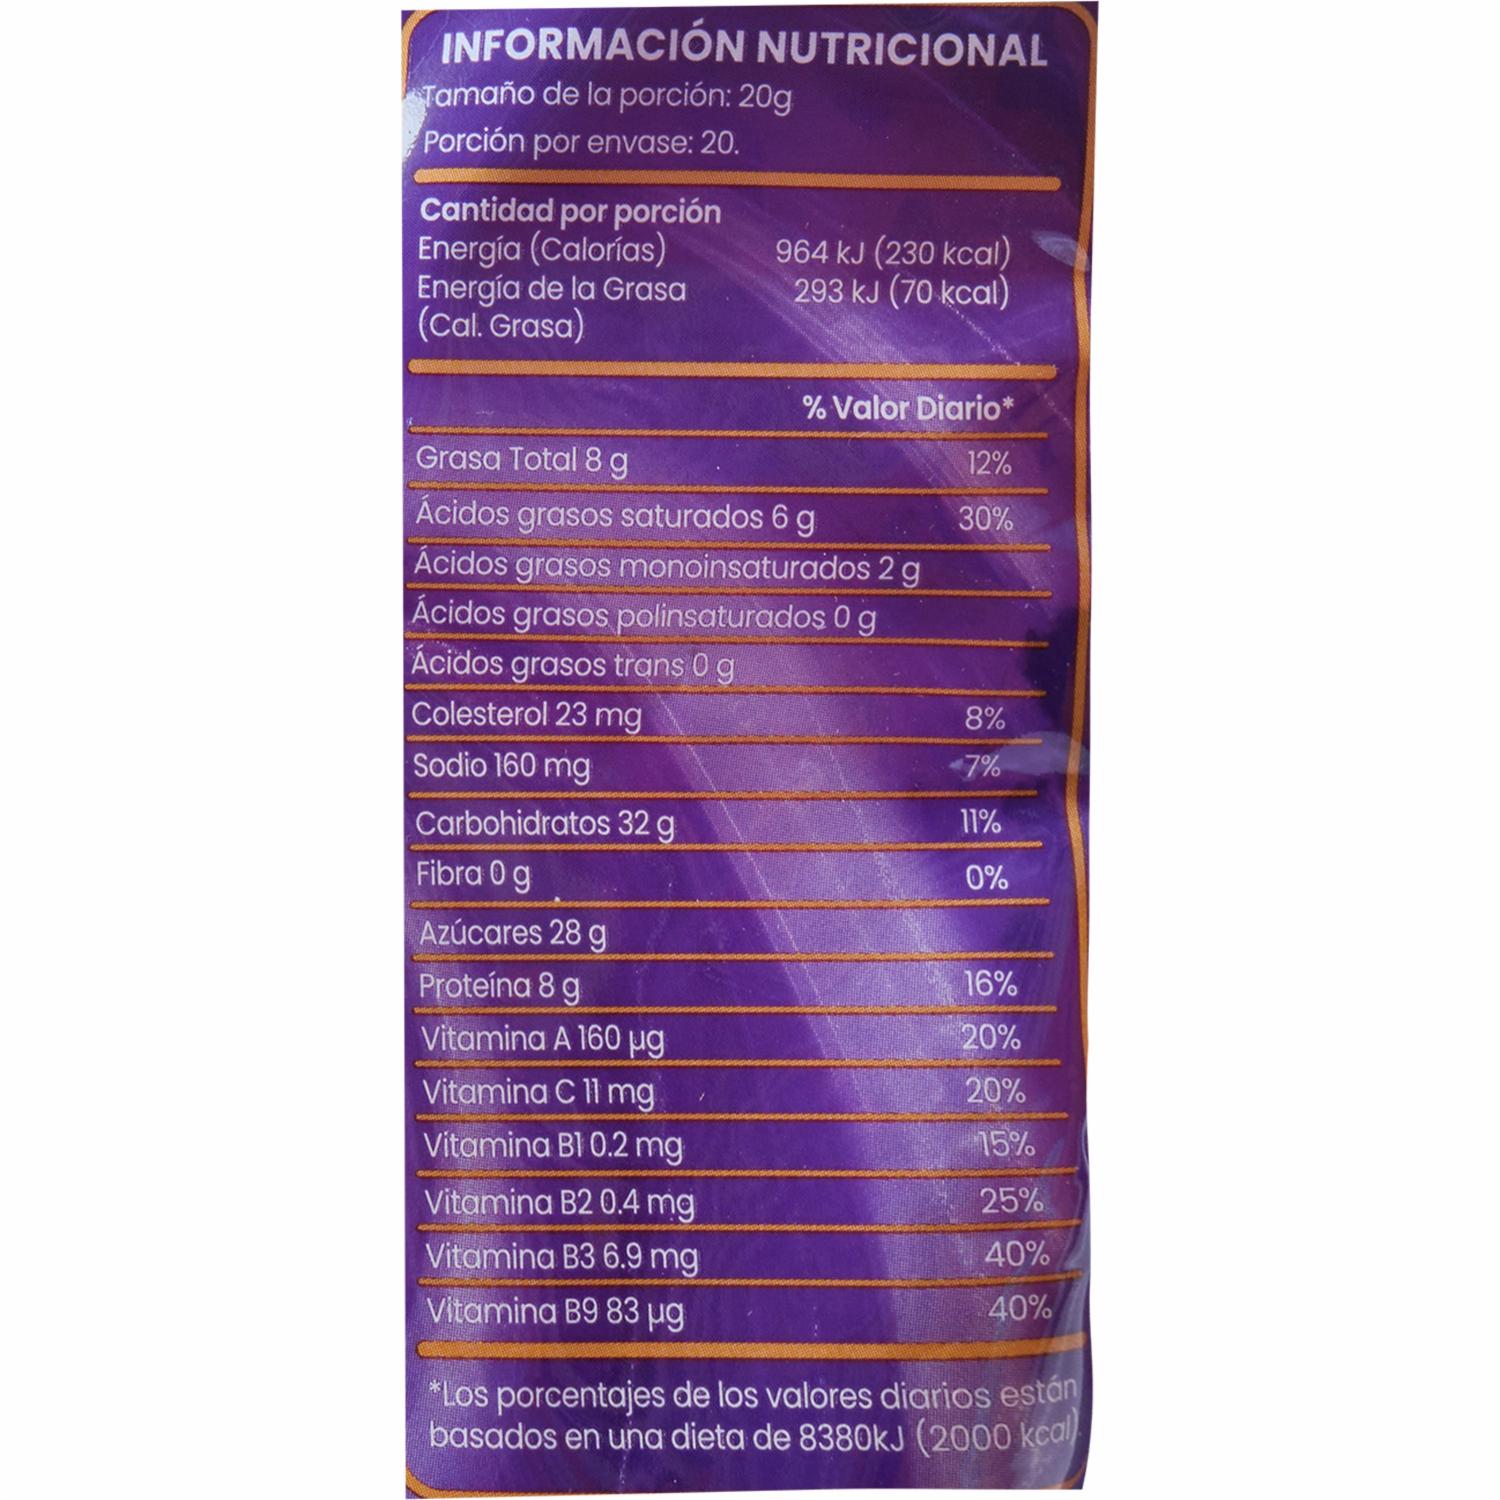 INFORMACIÓN NUTRICIONAL
Tamaño de la porción: 20g
Porción por envase: 20.
Cantidad por porción
Energía (Calorías) 964 kJ (230 kcal)
Energía de la Grasa 293 kJ (70 kcal)
(Cal. Grasa)
% Valor Diario*
Grasa Total 8 g 12%
Ácidos grasos saturados 6 g 30%
Ácidos grasos monoinsaturados 2 g
Ácidos grasos polinsaturados 0 g
Ácidos grasos trans 0 g
Colesterol 23 mg 8%
Sodio 160 mg 7%
Carbohidratos 32 g 11%
Fibra 0 g 0%
Azúcares 28 g
Proteína 8 g 16%
Vitamina A 160 µg 20%
Vitamina C 11 mg 20%
Vitamina B1 0.2 mg 15%
Vitamina B2 0.4 mg 25%
Vitamina B3 6.9 mg 40%
Vitamina B9 83 µg 40%
*Los porcentajes de los valores diarios están
basados en una dieta de 8380kJ (2000 kcal)